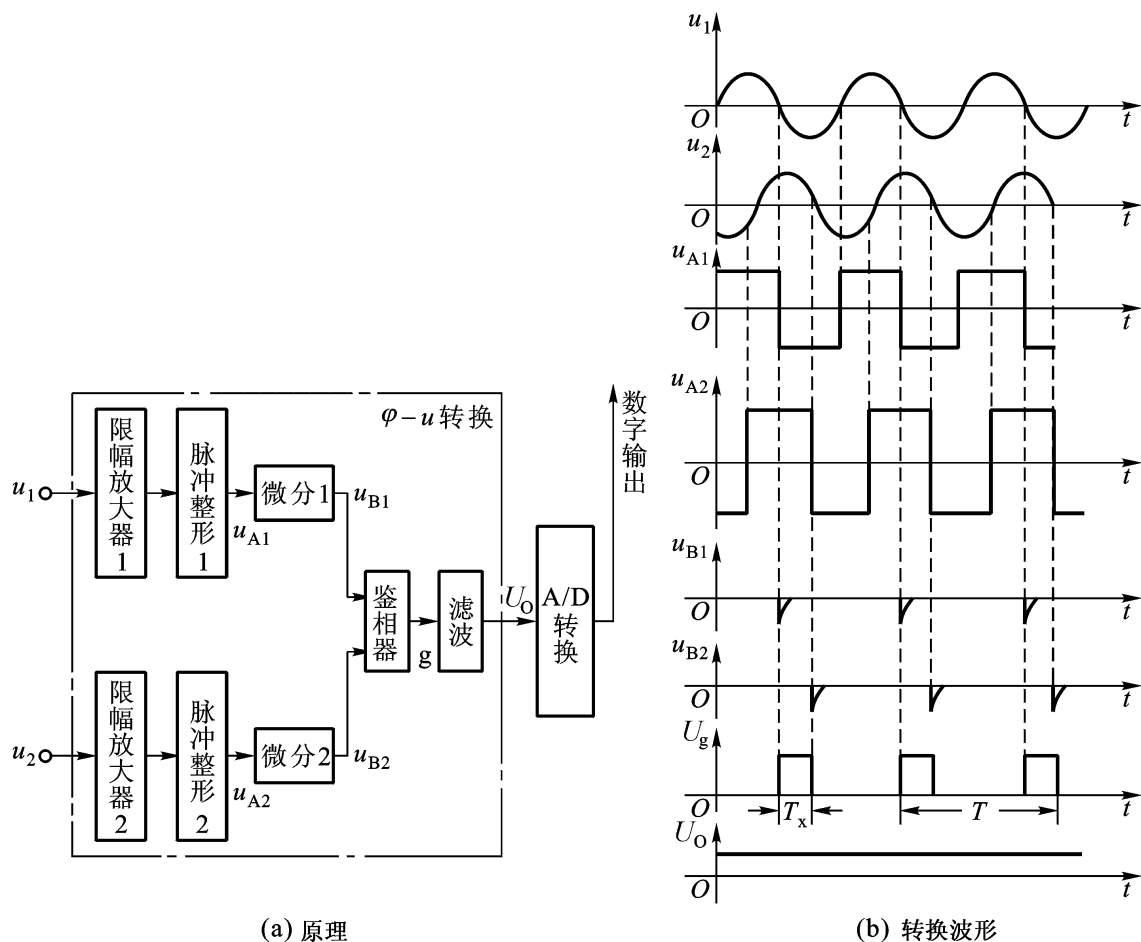 φ－u 转换
限幅放大器1
脉冲整形1
微分1
u1
uA1
uB1
鉴相器
g
滤波
UO
A/D转换
数字输出
限幅放大器2
脉冲整形2
微分2
u2
uA2
uB2
(a) 原理
u1
O
t
u2
O
t
uA1
O
t
uA2
O
t
uB1
O
t
uB2
O
t
Ug
O
Tx
T
t
UO
O
t
(b) 转换波形